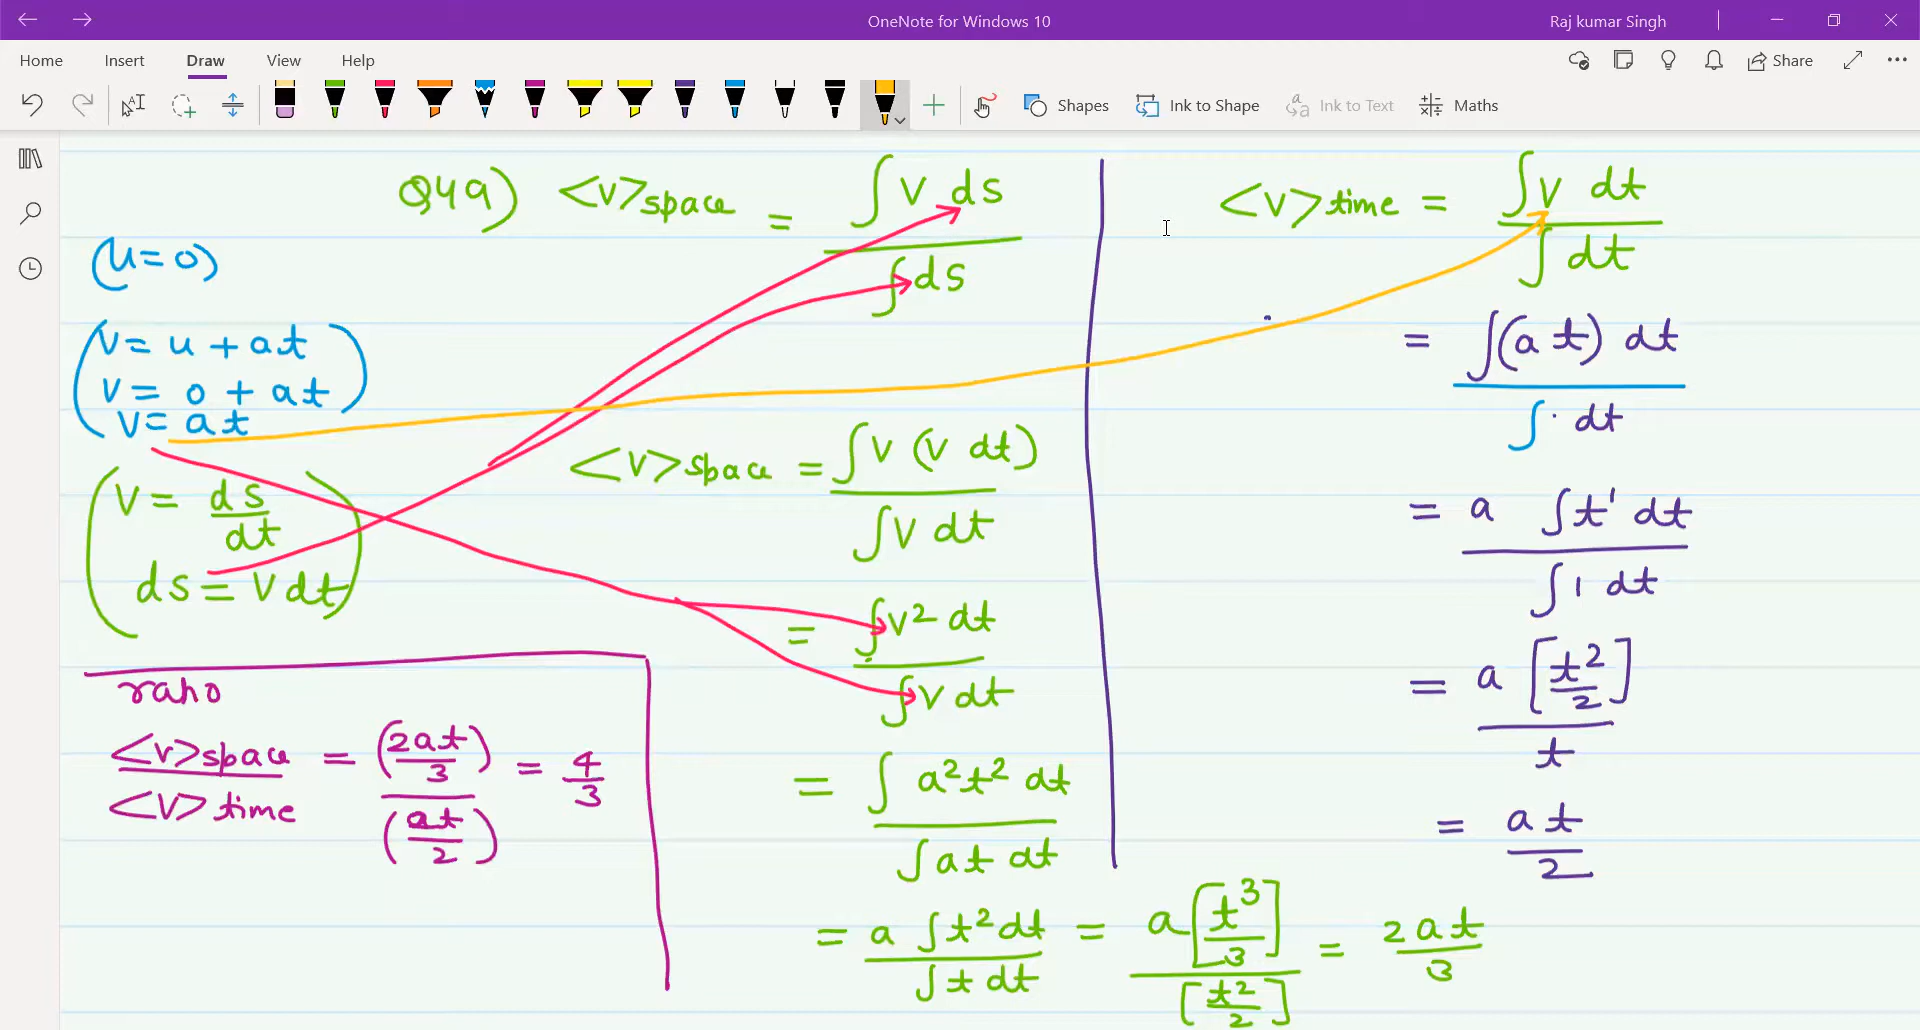 OneNote for Windows 10
Raj kumar Singh
Home Insert Draw View Help
Share
Shapes Ink to Shape Ink to Text Maths
Q49) <v>space = ∫ v ds / ∫ ds
(u=0)
v = u + at
v = 0 + at
v = at
v = ds/dt
ds = v dt
<v>space = ∫ v (v dt) / ∫ v dt
= ∫ v² dt / ∫ v dt
= ∫ a²t² dt / ∫ at dt
= a ∫ t² dt / ∫ t dt = a [t³/3] / [t²/2] = 2at/3
<v>time = ∫ v dt / ∫ dt
= ∫ (at) dt / ∫ dt
= a ∫ t¹ dt / ∫ 1 dt
= a [t²/2] / t
= at/2
ratio
<v>space / <v>time = (2at/3) / (at/2) = 4/3